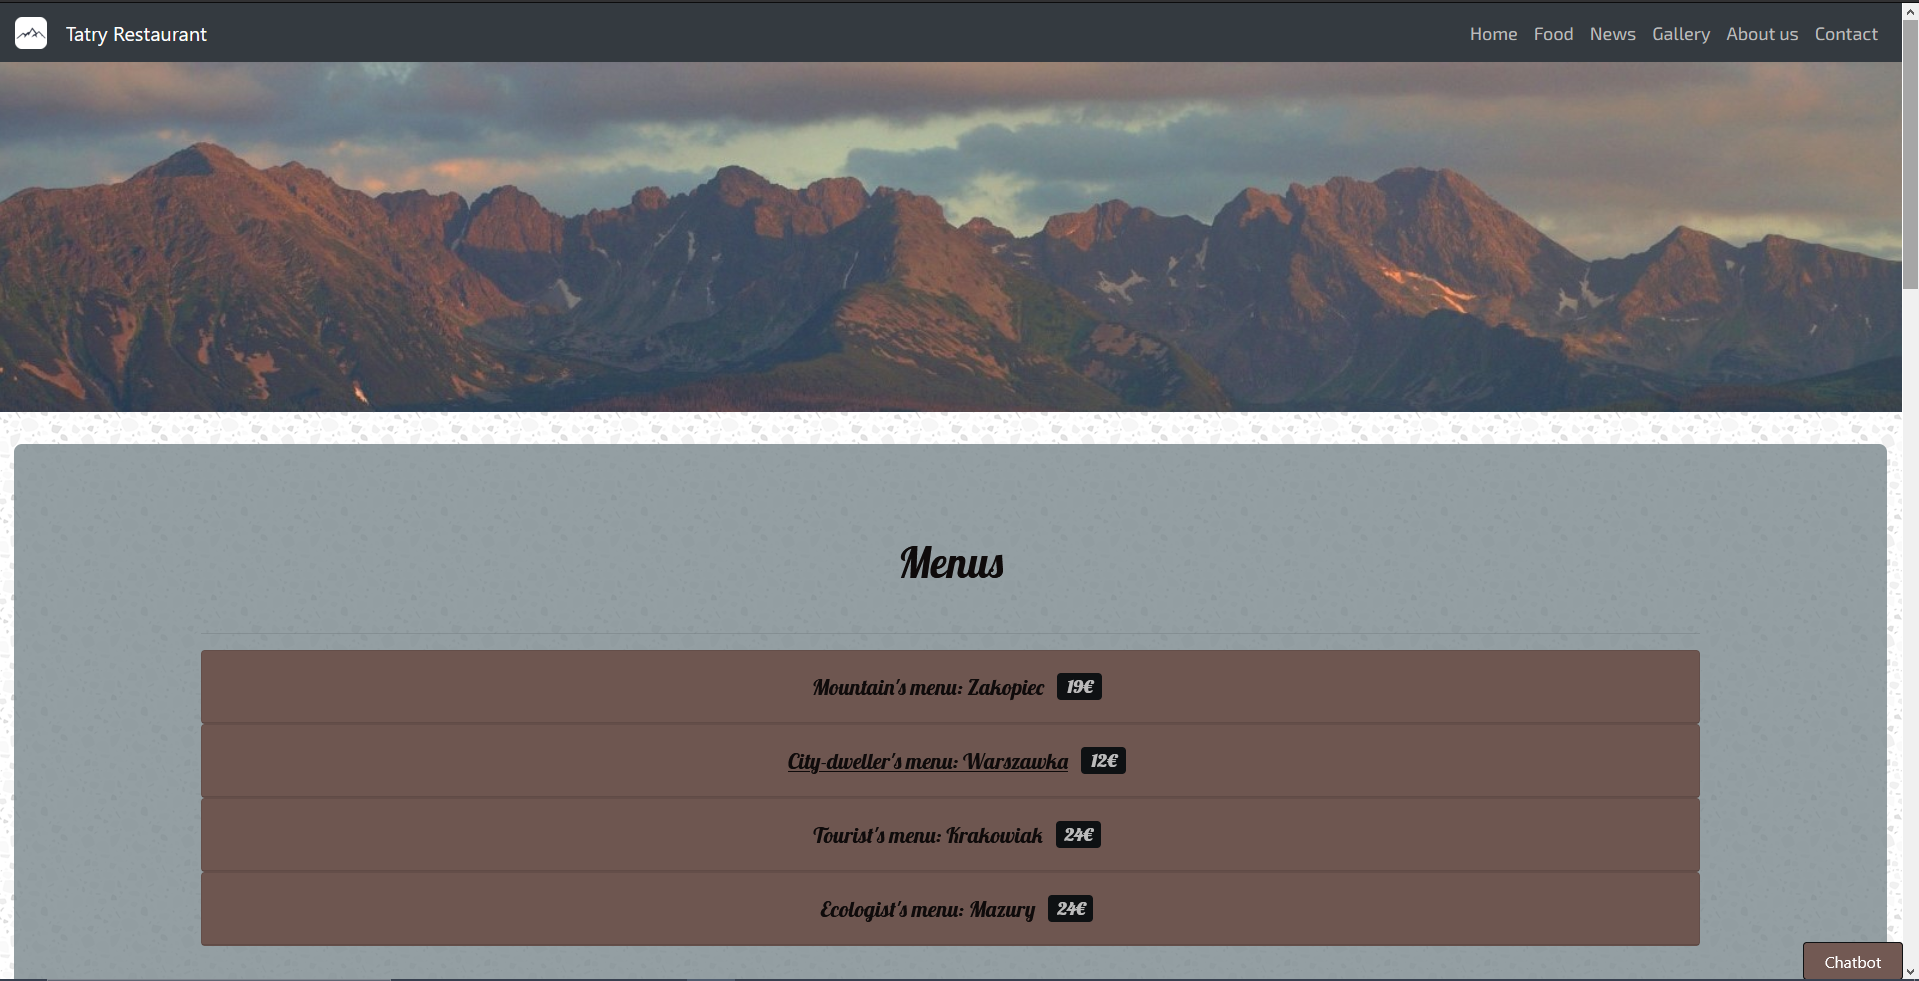 Tatry Restaurant
Home Food News Gallery About us Contact
Menus
Mountain's menu: Zakopiec 19€
City-dweller's menu: Warszawka 12€
Tourist's menu: Krakowiak 24€
Ecologist's menu: Mazury 24€
Chatbot